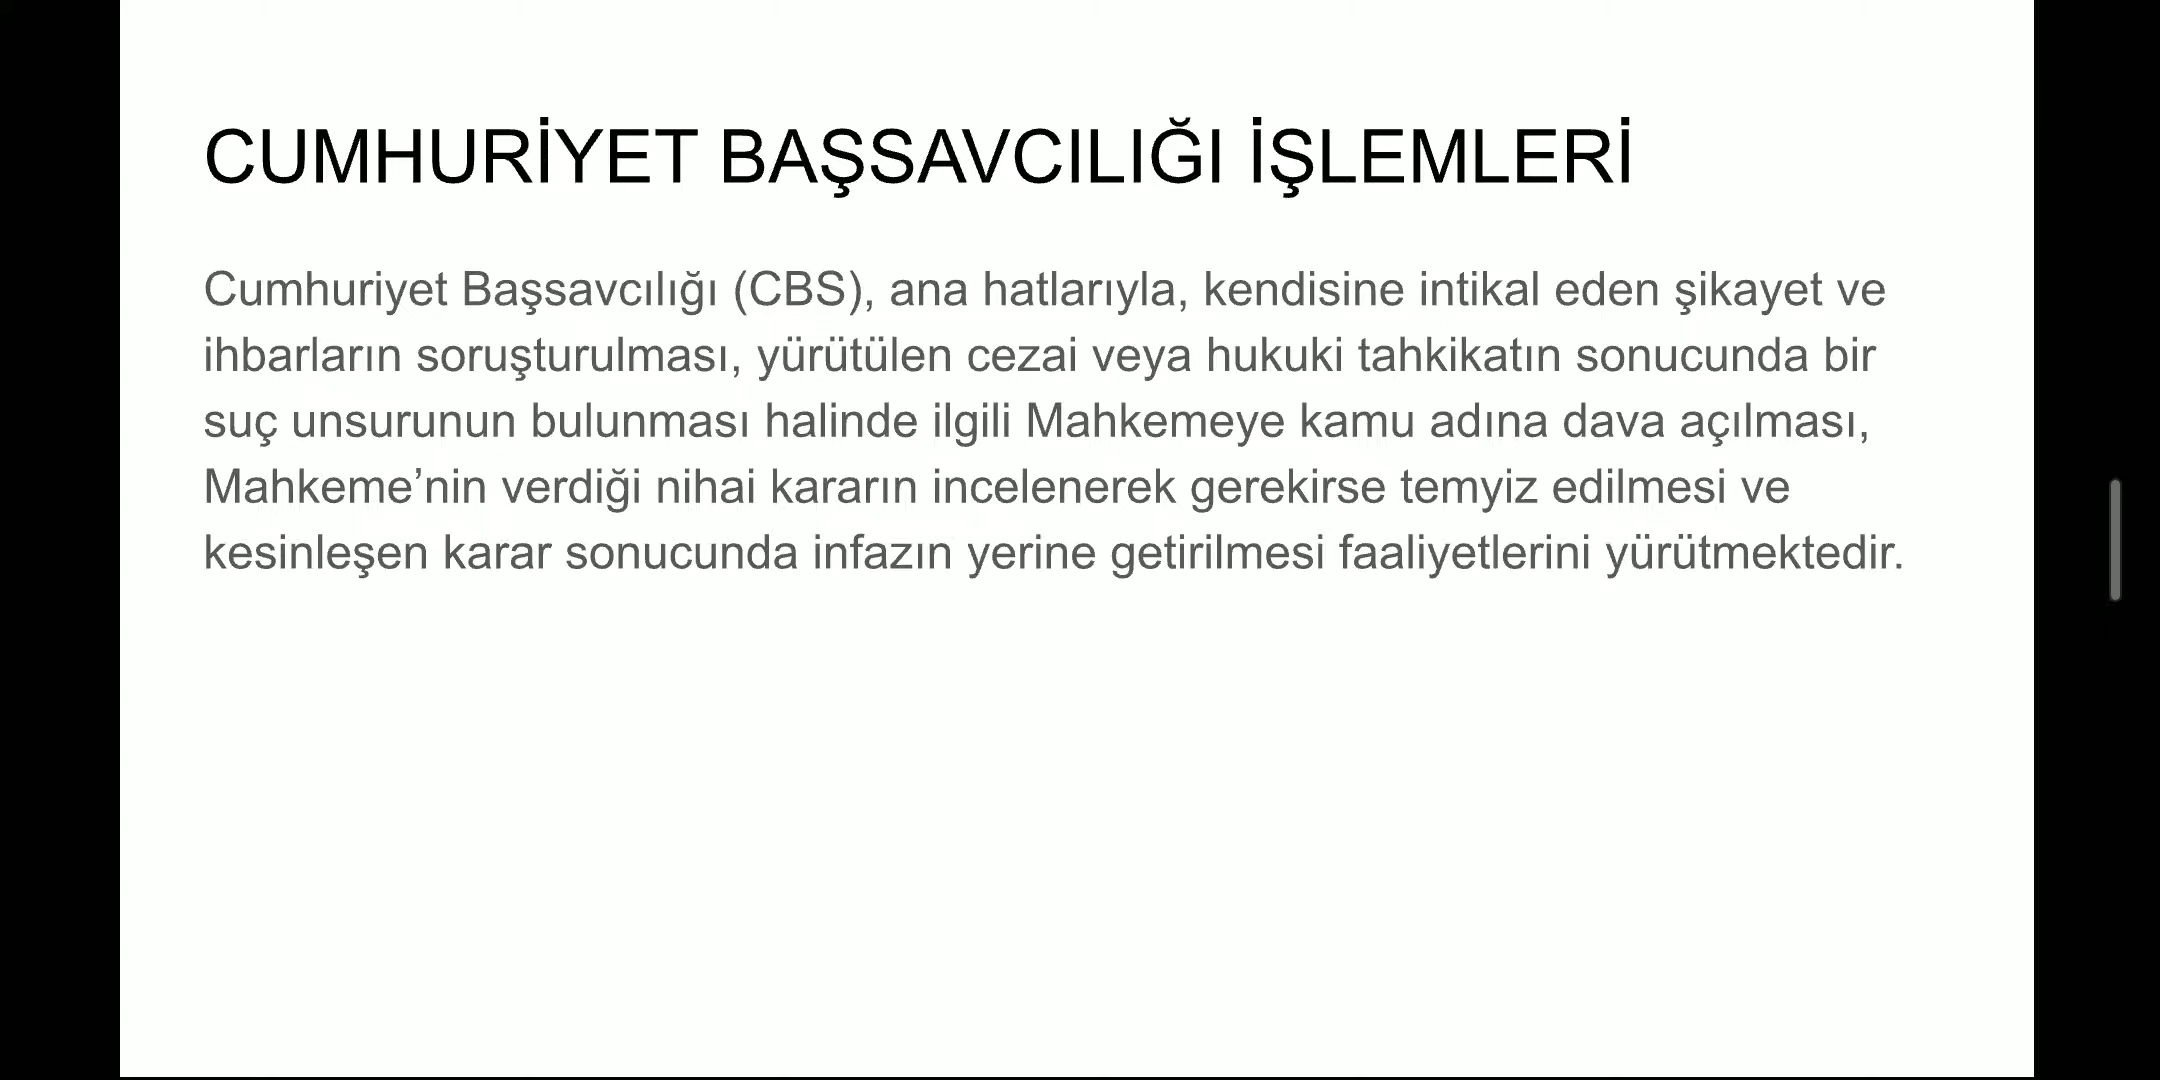 CUMHURİYET BAŞSAVCILIĞI İŞLEMLERİ
Cumhuriyet Başsavcılığı (CBS), ana hatlarıyla, kendisine intikal eden şikayet ve
ihbarların soruşturulması, yürütülen cezai veya hukuki tahkikatın sonucunda bir
suç unsurunun bulunması halinde ilgili Mahkemeye kamu adına dava açılması,
Mahkeme’nin verdiği nihai kararın incelenerek gerekirse temyiz edilmesi ve
kesinleşen karar sonucunda infazın yerine getirilmesi faaliyetlerini yürütmektedir.